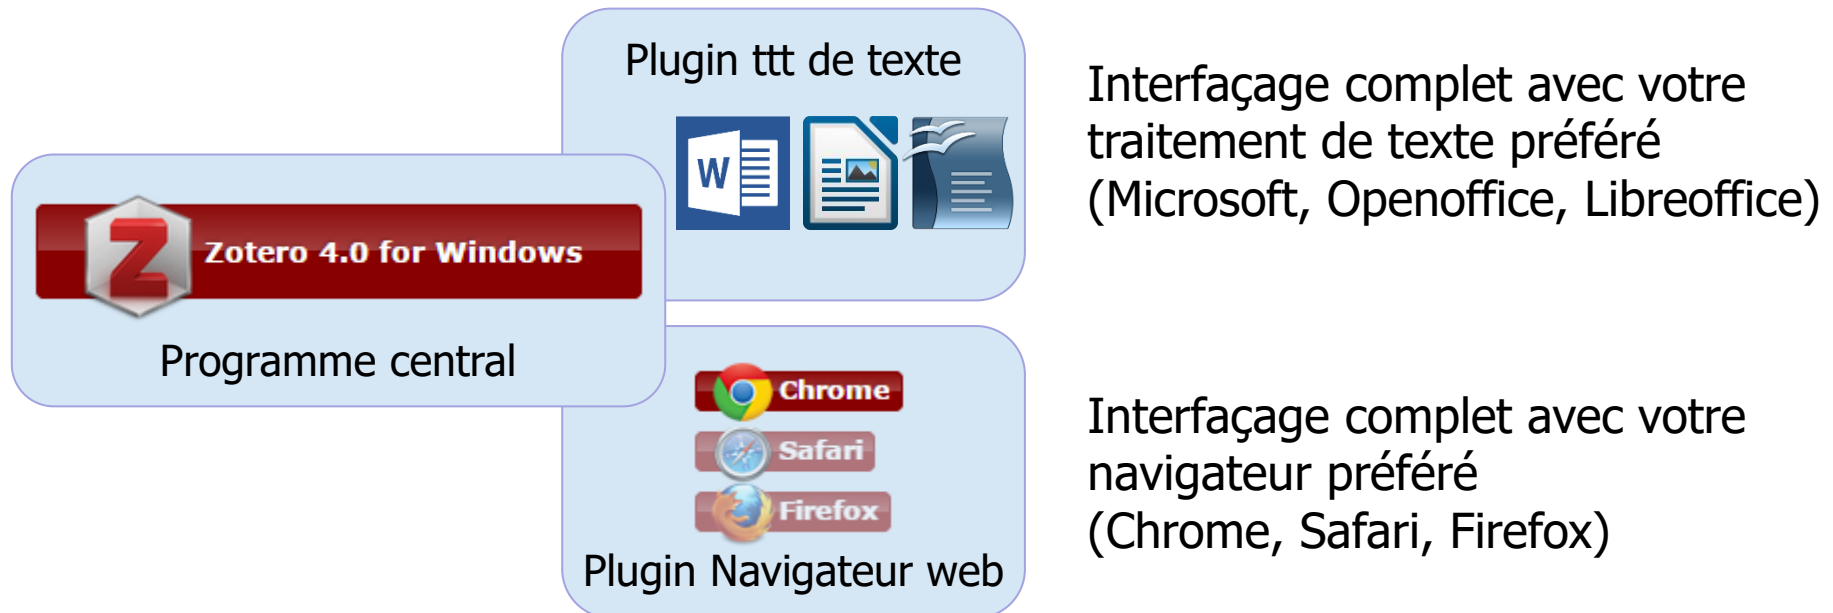 Plugin ttt de texte
W
Interfaçage complet avec votre
traitement de texte préféré
(Microsoft, Openoffice, Libreoffice)
Z
Zotero 4.0 for Windows
Programme central
Chrome
Safari
Firefox
Plugin Navigateur web
Interfaçage complet avec votre
navigateur préféré
(Chrome, Safari, Firefox)